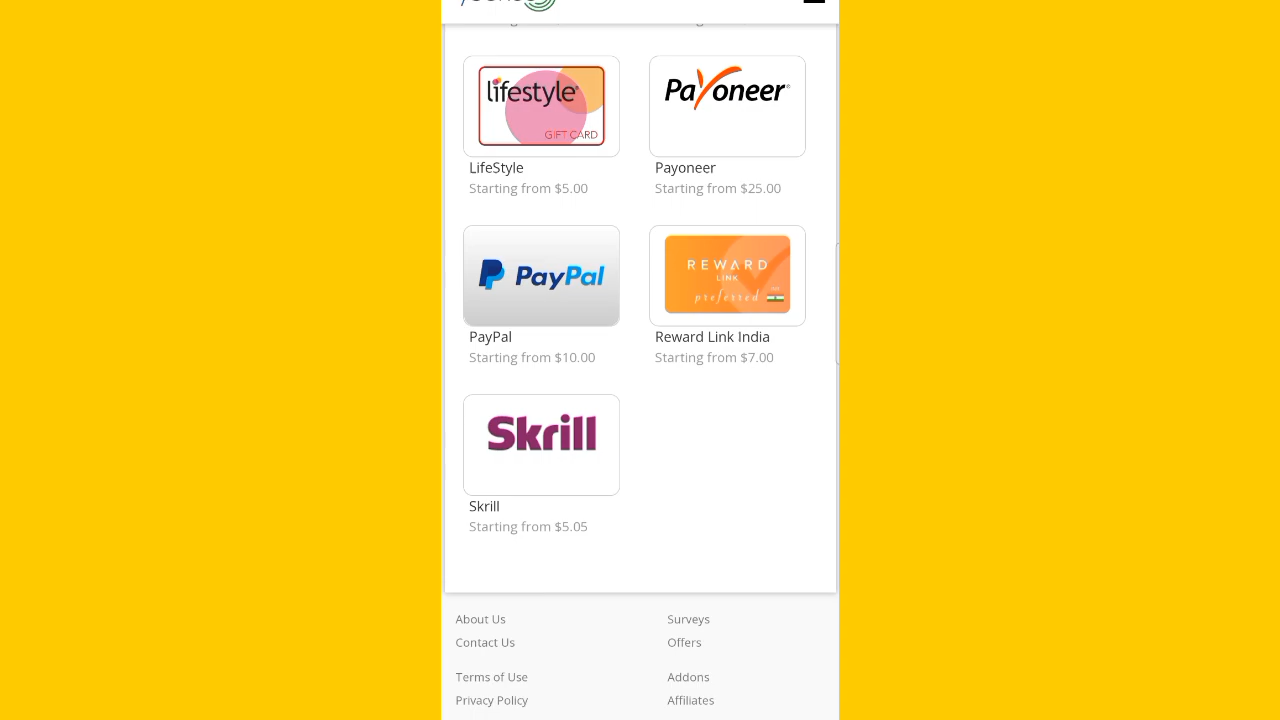 lifestyle
GIFT CARD
Payoneer
LifeStyle
Starting from $5.00
Payoneer
Starting from $25.00
PayPal
REWARD
LINK
preferred
PayPal
Starting from $10.00
Reward Link India
Starting from $7.00
Skrill
Skrill
Starting from $5.05
About Us
Surveys
Contact Us
Offers
Terms of Use
Addons
Privacy Policy
Affiliates